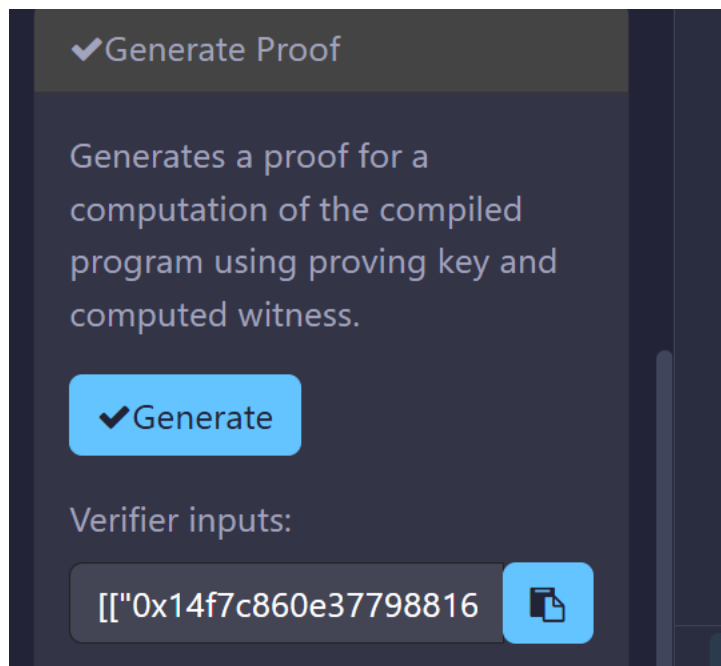 Generate Proof
Generates a proof for a
computation of the compiled
program using proving key and
computed witness.
Generate
Verifier inputs:
[["0x14f7c860e37798816